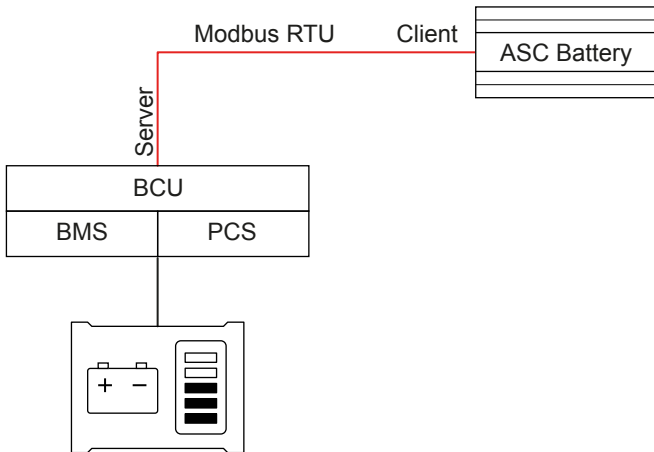 Modbus RTU
Client
ASC Battery
Server
BCU
BMS
PCS
+ −